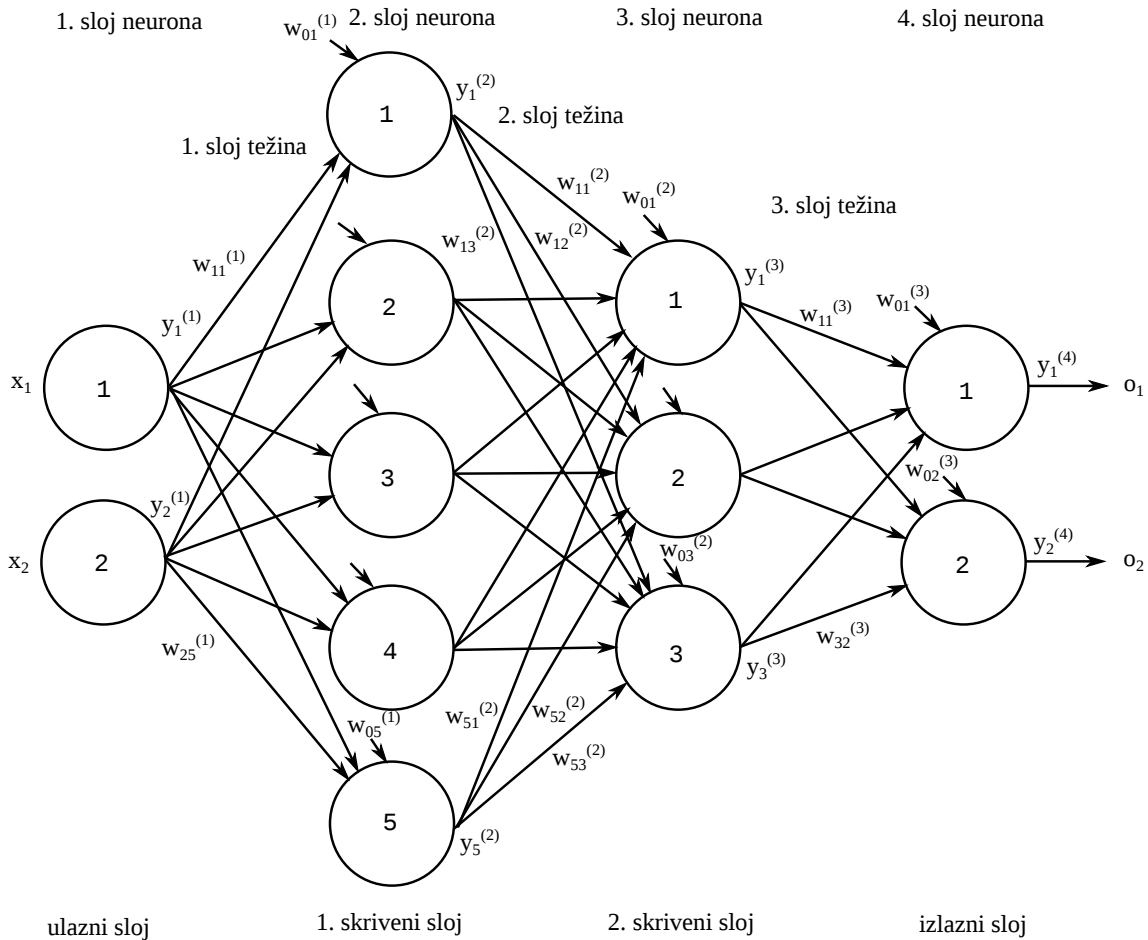 1. sloj neurona
2. sloj neurona
3. sloj neurona
4. sloj neurona
w₀₁⁽¹⁾
y₁⁽²⁾
1
2. sloj težina
1. sloj težina
w₁₁⁽²⁾
w₀₁⁽²⁾
3. sloj težina
w₁₃⁽²⁾
w₁₂⁽²⁾
w₁₁⁽¹⁾
y₁⁽³⁾
2
1
w₀₁⁽³⁾
w₁₁⁽³⁾
y₁⁽¹⁾
y₁⁽⁴⁾
x₁
1
1
o₁
w₀₂⁽³⁾
3
2
y₂⁽¹⁾
w₀₃⁽²⁾
y₂⁽⁴⁾
x₂
2
2
o₂
w₂₅⁽¹⁾
4
3
w₃₂⁽³⁾
y₃⁽³⁾
w₀₅⁽¹⁾
w₅₁⁽²⁾
w₅₂⁽²⁾
w₅₃⁽²⁾
5
y₅⁽²⁾
ulazni sloj
1. skriveni sloj
2. skriveni sloj
izlazni sloj